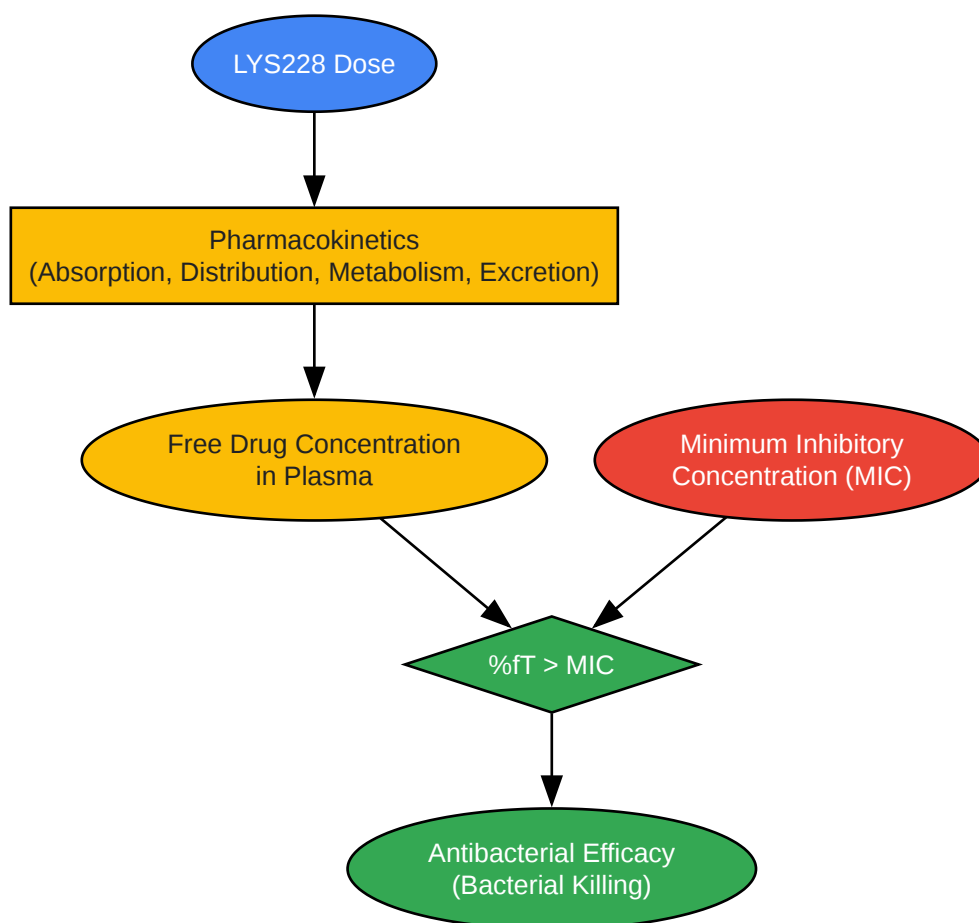 LYS228 Dose
Pharmacokinetics
(Absorption, Distribution, Metabolism, Excretion)
Free Drug Concentration
in Plasma
Minimum Inhibitory
Concentration (MIC)
%fT > MIC
Antibacterial Efficacy
(Bacterial Killing)